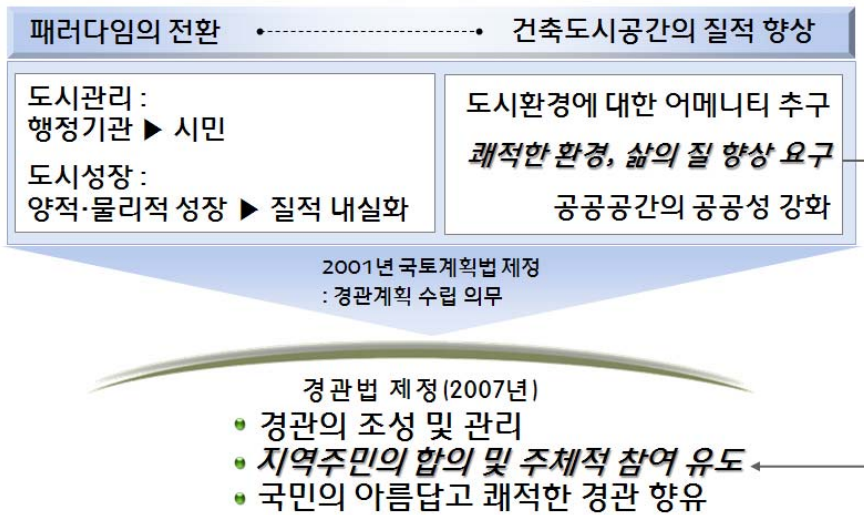 패러다임의 전환
건축도시공간의 질적 향상
도시관리 :
행정기관 ▶ 시민
도시성장 :
양적·물리적 성장 ▶ 질적 내실화
도시환경에 대한 어메니티 추구
쾌적한 환경, 삶의 질 향상 요구
공공공간의 공공성 강화
2001년 국토계획법 제정
: 경관계획 수립 의무
경관법 제정(2007년)
경관의 조성 및 관리
지역주민의 합의 및 주체적 참여 유도
국민의 아름답고 쾌적한 경관 향유